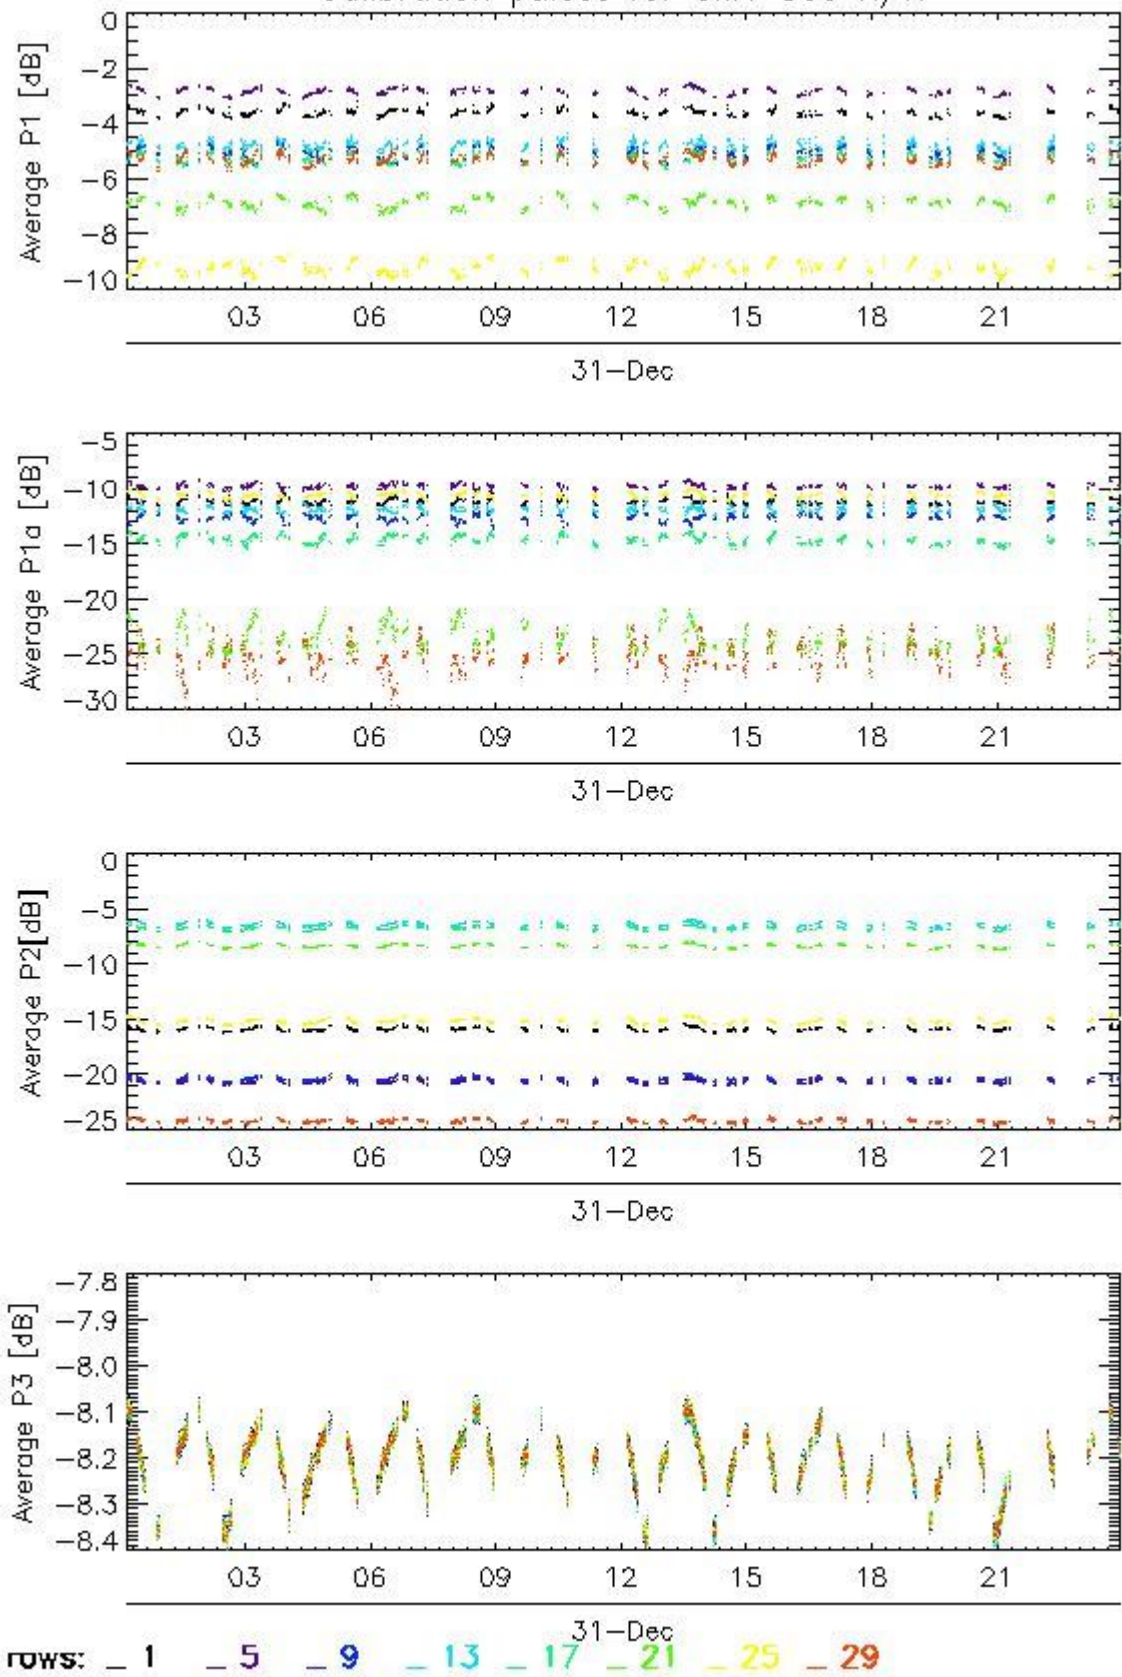 0
-2
-4
-6
-8
-10
Average P1 [dB]
03 06 09 12 15 18 21
31-Dec
-5
-10
-15
-20
-25
-30
Average P1a [dB]
03 06 09 12 15 18 21
31-Dec
0
-5
-10
-15
-20
-25
Average P2[dB]
03 06 09 12 15 18 21
31-Dec
-7.8
-7.9
-8.0
-8.1
-8.2
-8.3
-8.4
Average P3 [dB]
03 06 09 12 15 18 21
31-Dec
rows: _ 1 _ 5 _ 9 _ 13 _ 17 _ 21 _ 25 _ 29